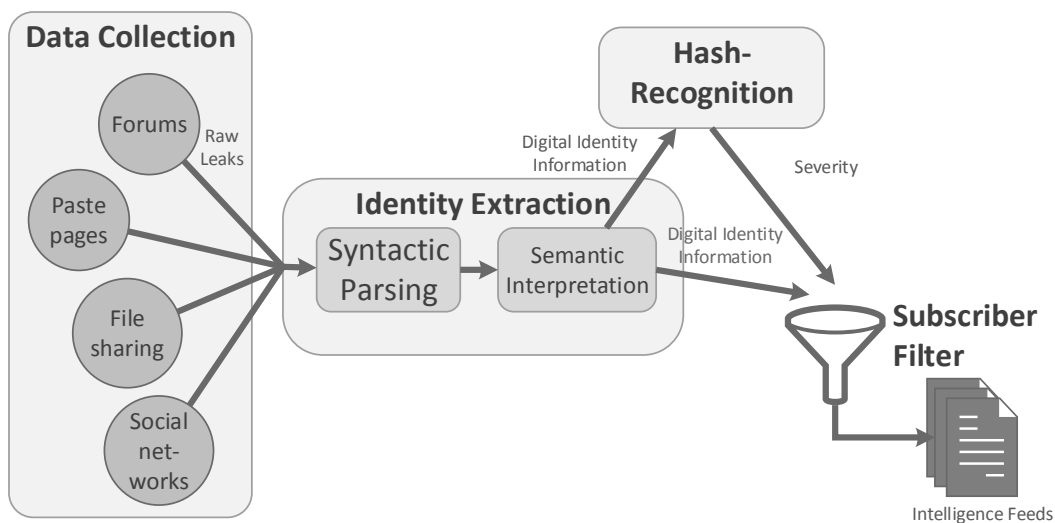 Data Collection
Forums
Raw
Leaks
Paste
pages
File
sharing
Social
net-
works
Identity Extraction
Syntactic
Parsing
Semantic
Interpretation
Digital Identity
Information
Hash-
Recognition
Severity
Digital Identity
Information
Subscriber
Filter
Intelligence Feeds